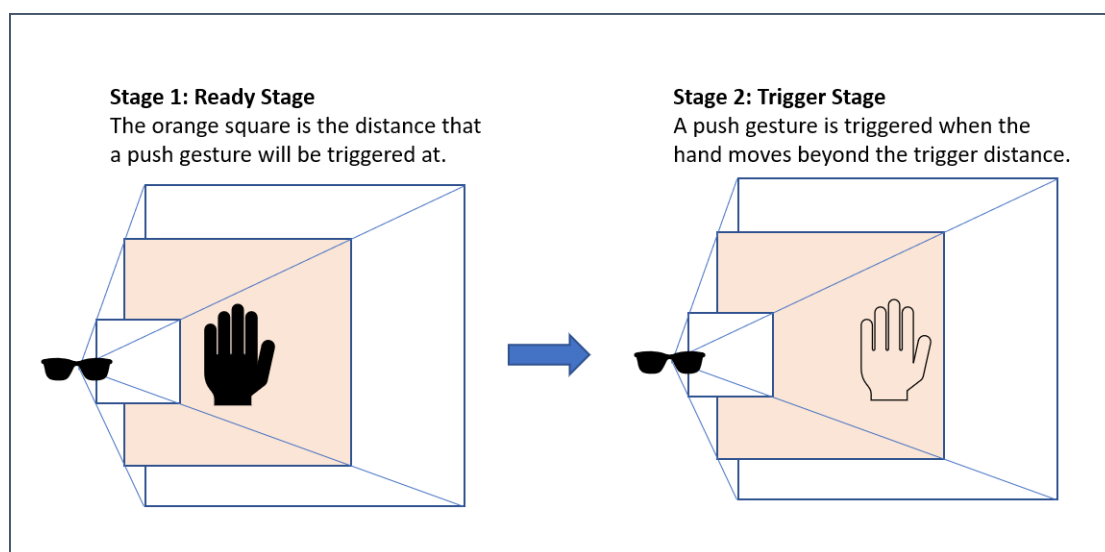 Stage 1: Ready Stage
The orange square is the distance that
a push gesture will be triggered at.
Stage 2: Trigger Stage
A push gesture is triggered when the
hand moves beyond the trigger distance.